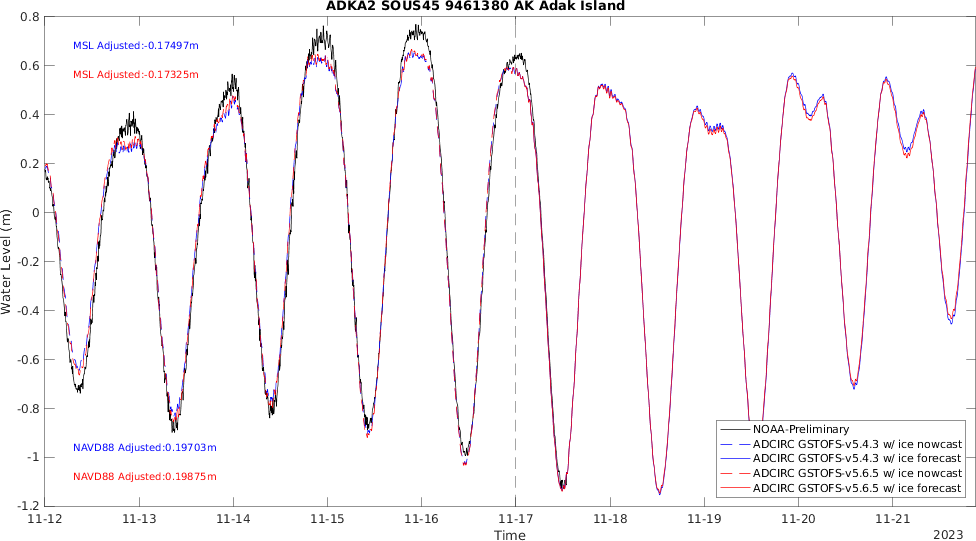 ADKA2 SOUS45 9461380 AK Adak Island
0.8
0.6
0.4
0.2
0
-0.2
-0.4
-0.6
-0.8
-1
-1.2
Water Level (m)
MSL Adjusted:-0.17497m
MSL Adjusted:-0.17325m
NAVD88 Adjusted:0.19703m
NAVD88 Adjusted:0.19875m
NOAA-Preliminary
ADCIRC GSTOFS-v5.4.3 w/ ice nowcast
ADCIRC GSTOFS-v5.4.3 w/ ice forecast
ADCIRC GSTOFS-v5.6.5 w/ ice nowcast
ADCIRC GSTOFS-v5.6.5 w/ ice forecast
11-12 11-13 11-14 11-15 11-16 11-17 11-18 11-19 11-20 11-21
Time
2023